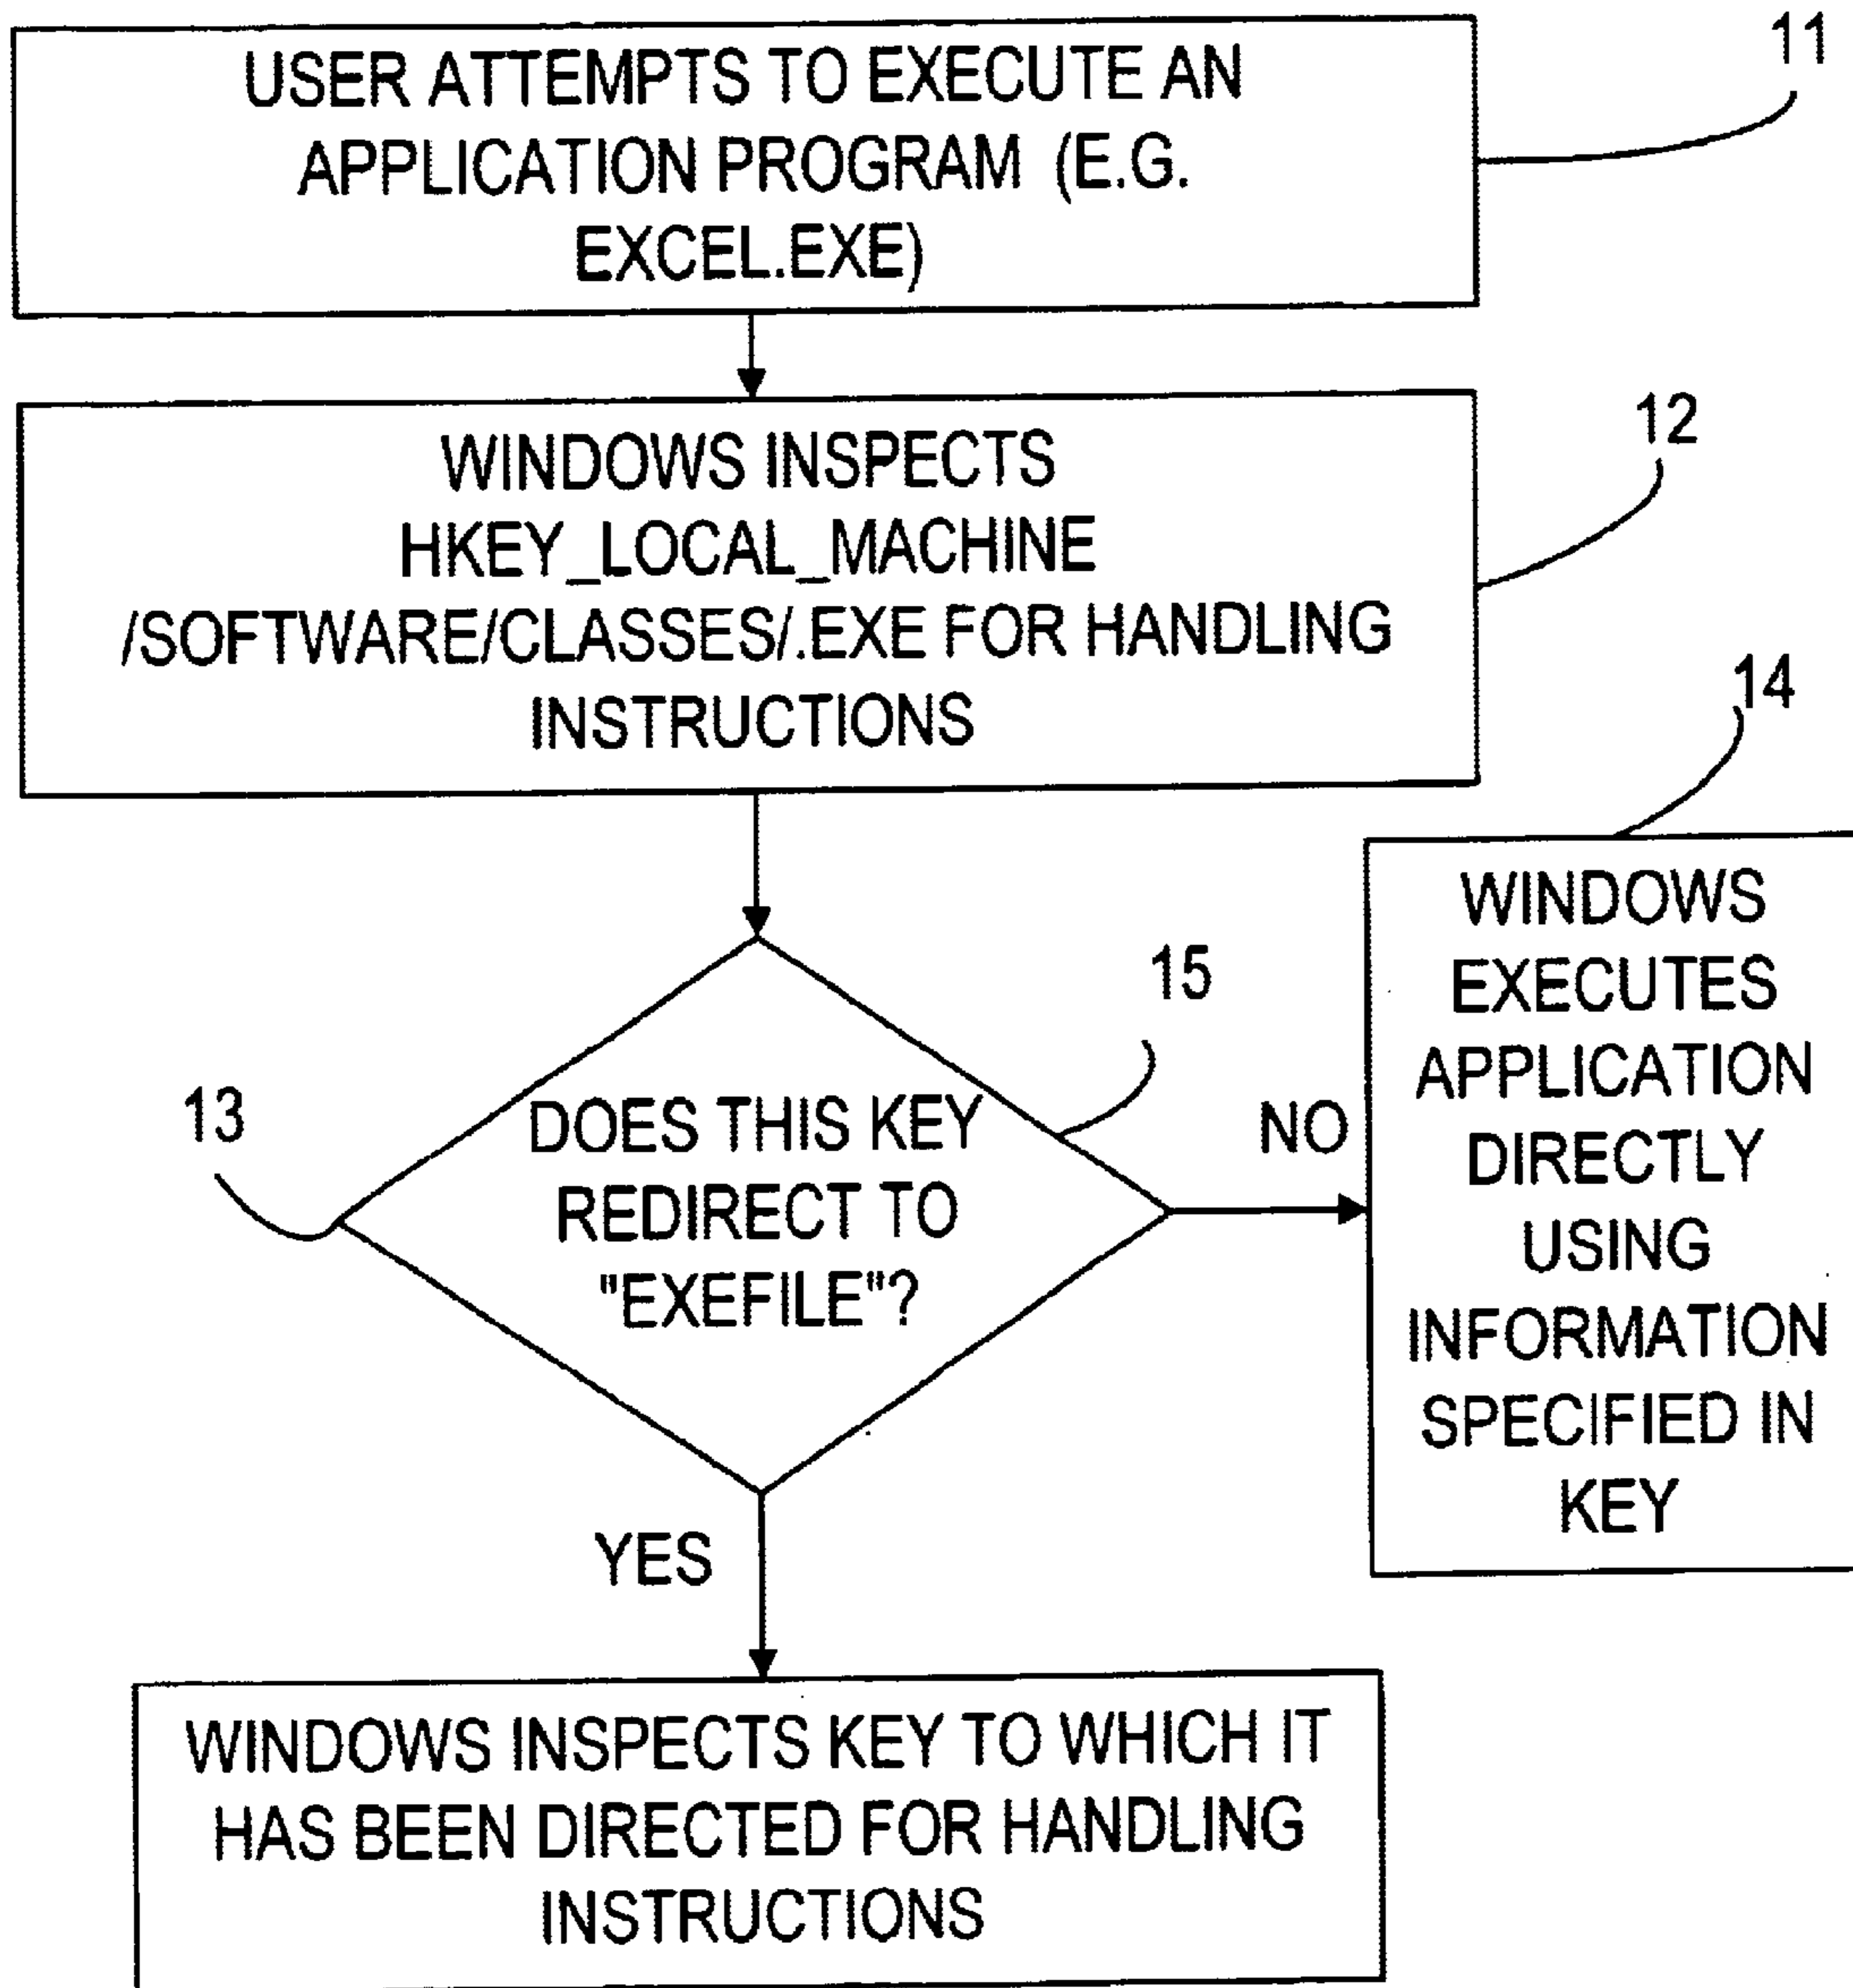 11
USER ATTEMPTS TO EXECUTE AN
APPLICATION PROGRAM (E.G.
EXCEL.EXE)
12
WINDOWS INSPECTS
HKEY_LOCAL_MACHINE
/SOFTWARE/CLASSES/.EXE FOR HANDLING
INSTRUCTIONS
14
WINDOWS
EXECUTES
APPLICATION
DIRECTLY
USING
INFORMATION
SPECIFIED IN
KEY
15
13
DOES THIS KEY
REDIRECT TO
"EXEFILE"?
NO
YES
WINDOWS INSPECTS KEY TO WHICH IT
HAS BEEN DIRECTED FOR HANDLING
INSTRUCTIONS